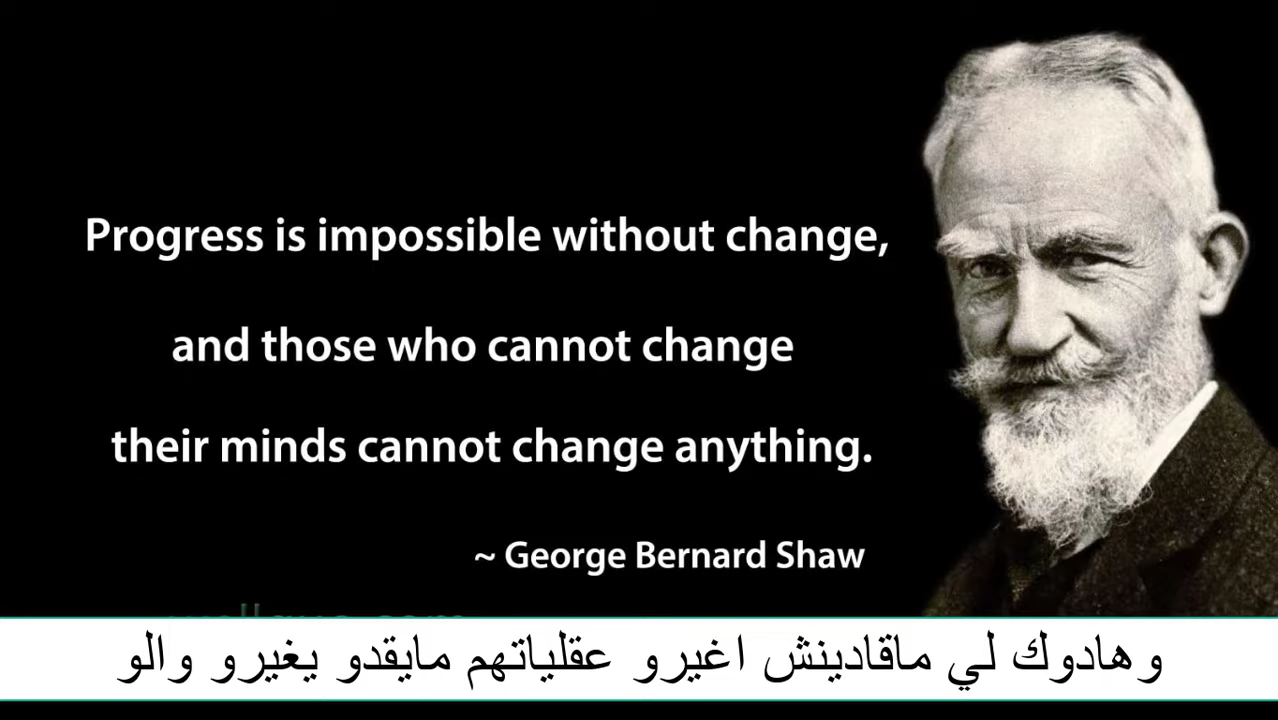 Progress is impossible without change,
and those who cannot change
their minds cannot change anything.
~ George Bernard Shaw
وهادوك لي ماقادينش اغيرو عقلياتهم مايقدو يغيرو والو